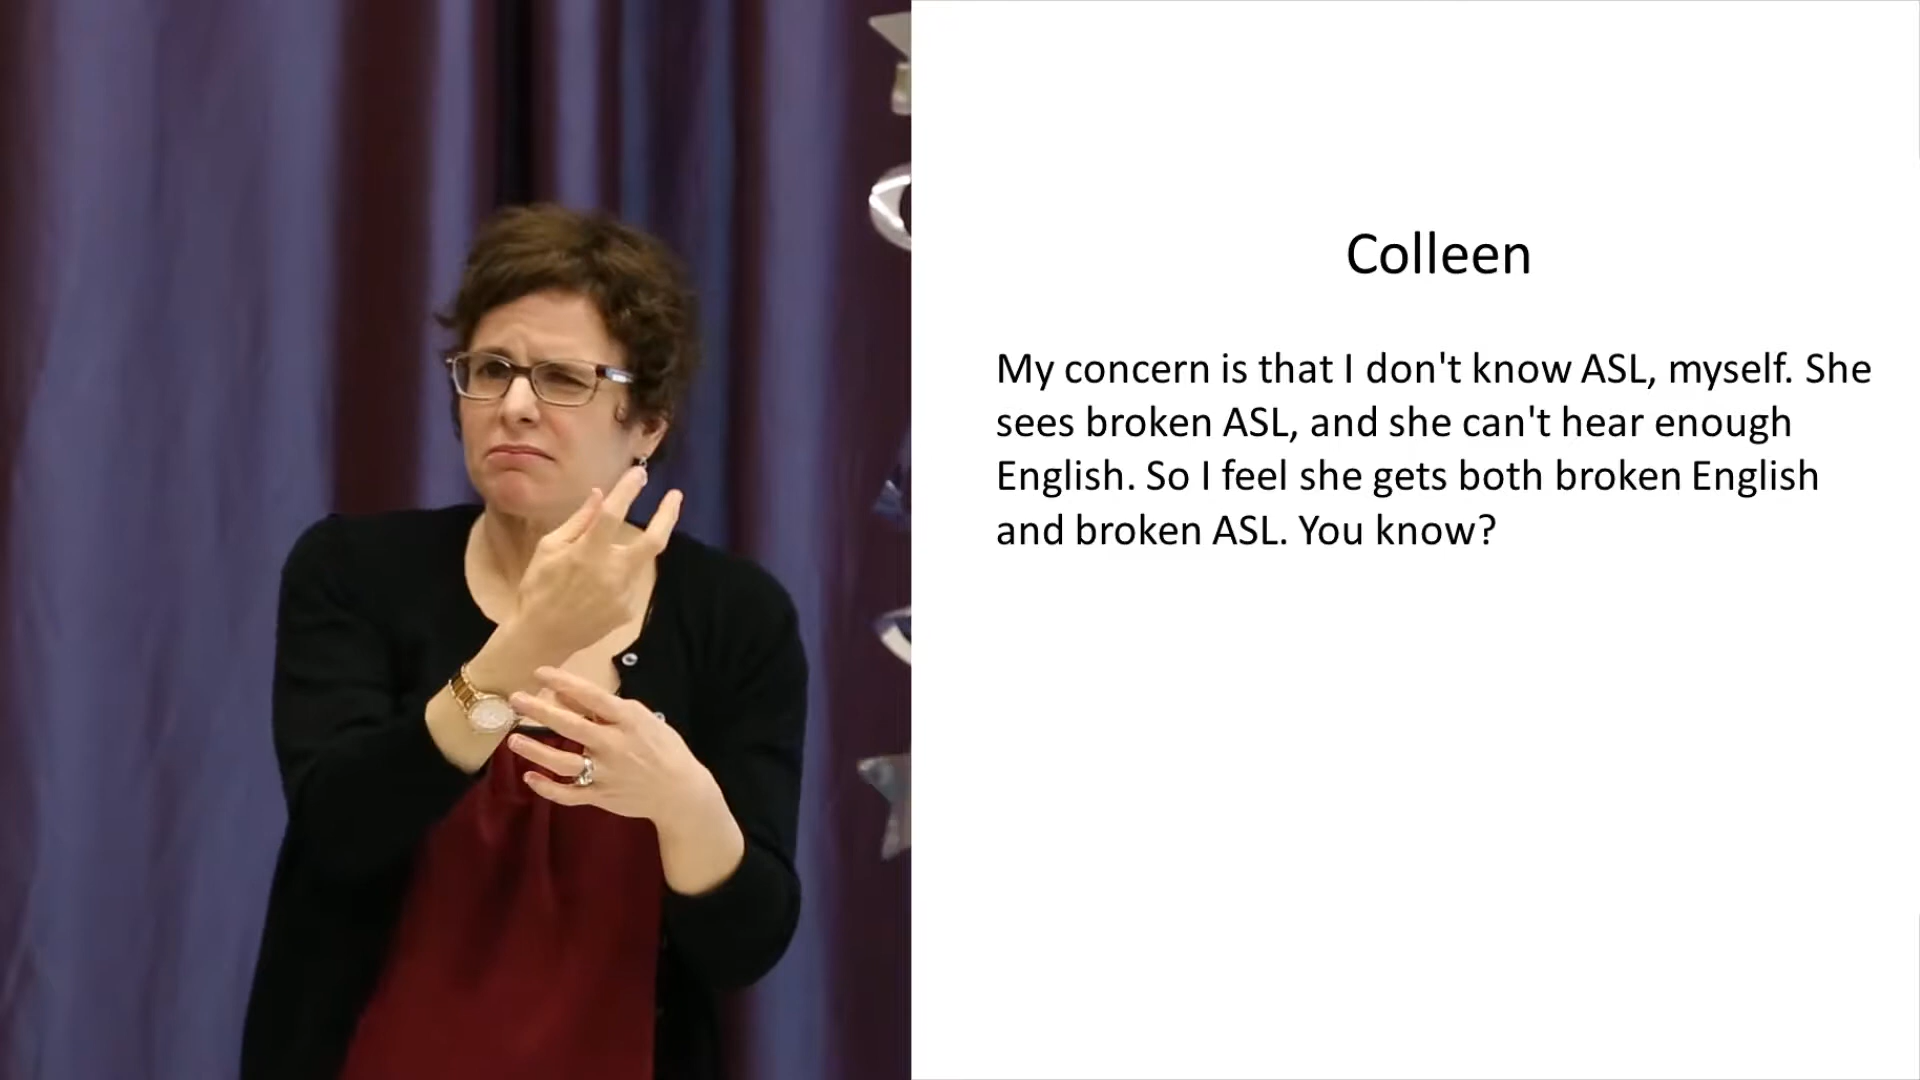 Colleen
My concern is that I don't know ASL, myself. She
sees broken ASL, and she can't hear enough
English. So I feel she gets both broken English
and broken ASL. You know?